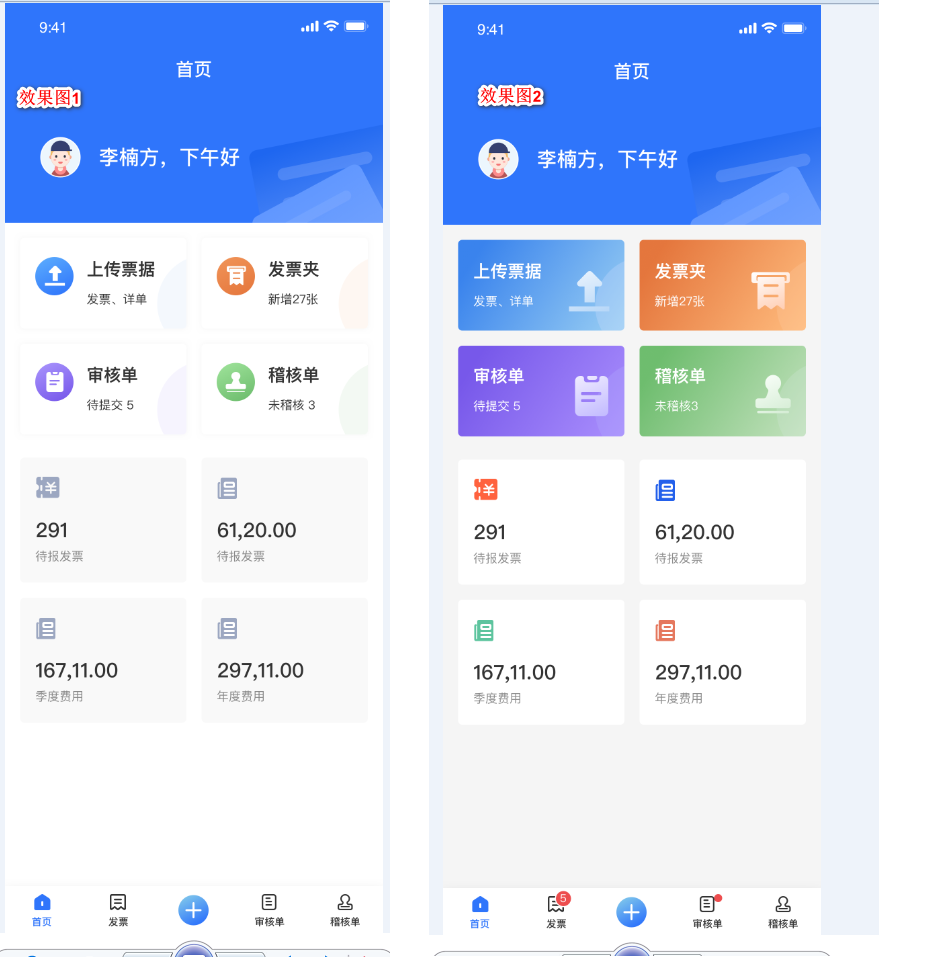 9:41
首页
效果图1
李楠方，下午好
上传票据
发票、详单
发票夹
新增27张
审核单
待提交 5
稽核单
未稽核 3
291
待报发票
61,20.00
待报发票
167,11.00
季度费用
297,11.00
年度费用
首页
发票
审核单
稽核单
9:41
首页
效果图2
李楠方，下午好
上传票据
发票、详单
发票夹
新增27张
审核单
待提交 5
稽核单
未稽核3
291
待报发票
61,20.00
待报发票
167,11.00
季度费用
297,11.00
年度费用
5
首页
发票
审核单
稽核单